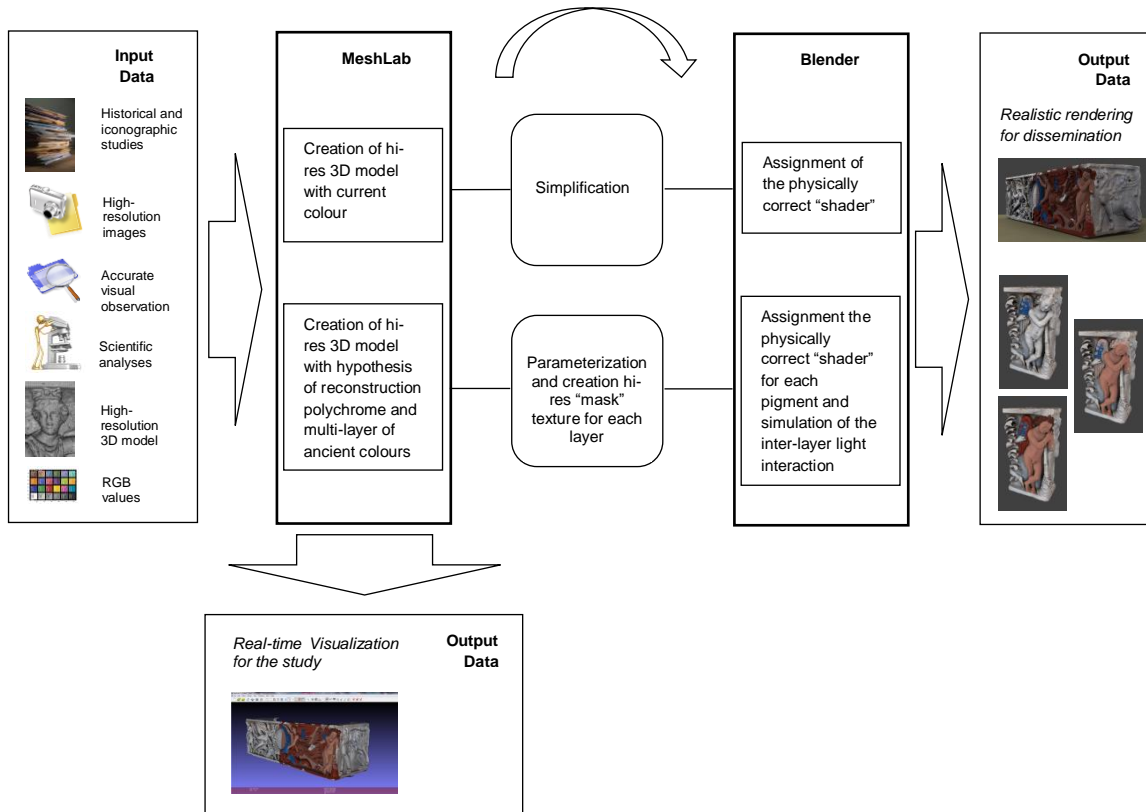 Input
Data
Historical and
iconographic
studies
High-
resolution
images
Accurate
visual
observation
Scientific
analyses
High-
resolution
3D model
RGB
values
MeshLab
Creation of hi-
res 3D model
with current
colour
Creation of hi-
res 3D model
with hypothesis
of reconstruction
polychrome and
multi-layer of
ancient colours
Simplification
Parameterization
and creation hi-
res “mask”
texture for each
layer
Blender
Assignment of
the physically
correct “shader”
Assignment the
physically
correct “shader”
for each
pigment and
simulation of the
inter-layer light
interaction
Output
Data
Realistic rendering
for dissemination
Real-time Visualization
for the study
Output
Data